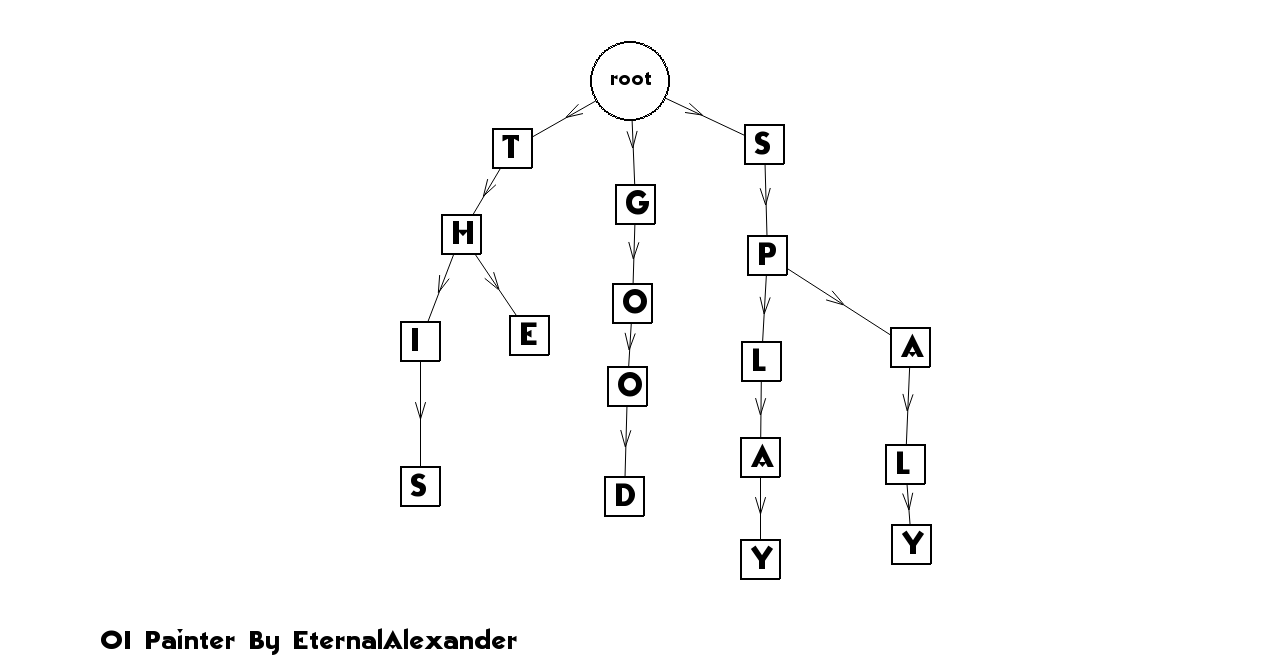 root
T
S
G
H
P
O
I
E
A
L
O
A
L
S
D
Y
Y
OI Painter By EternalAlexander